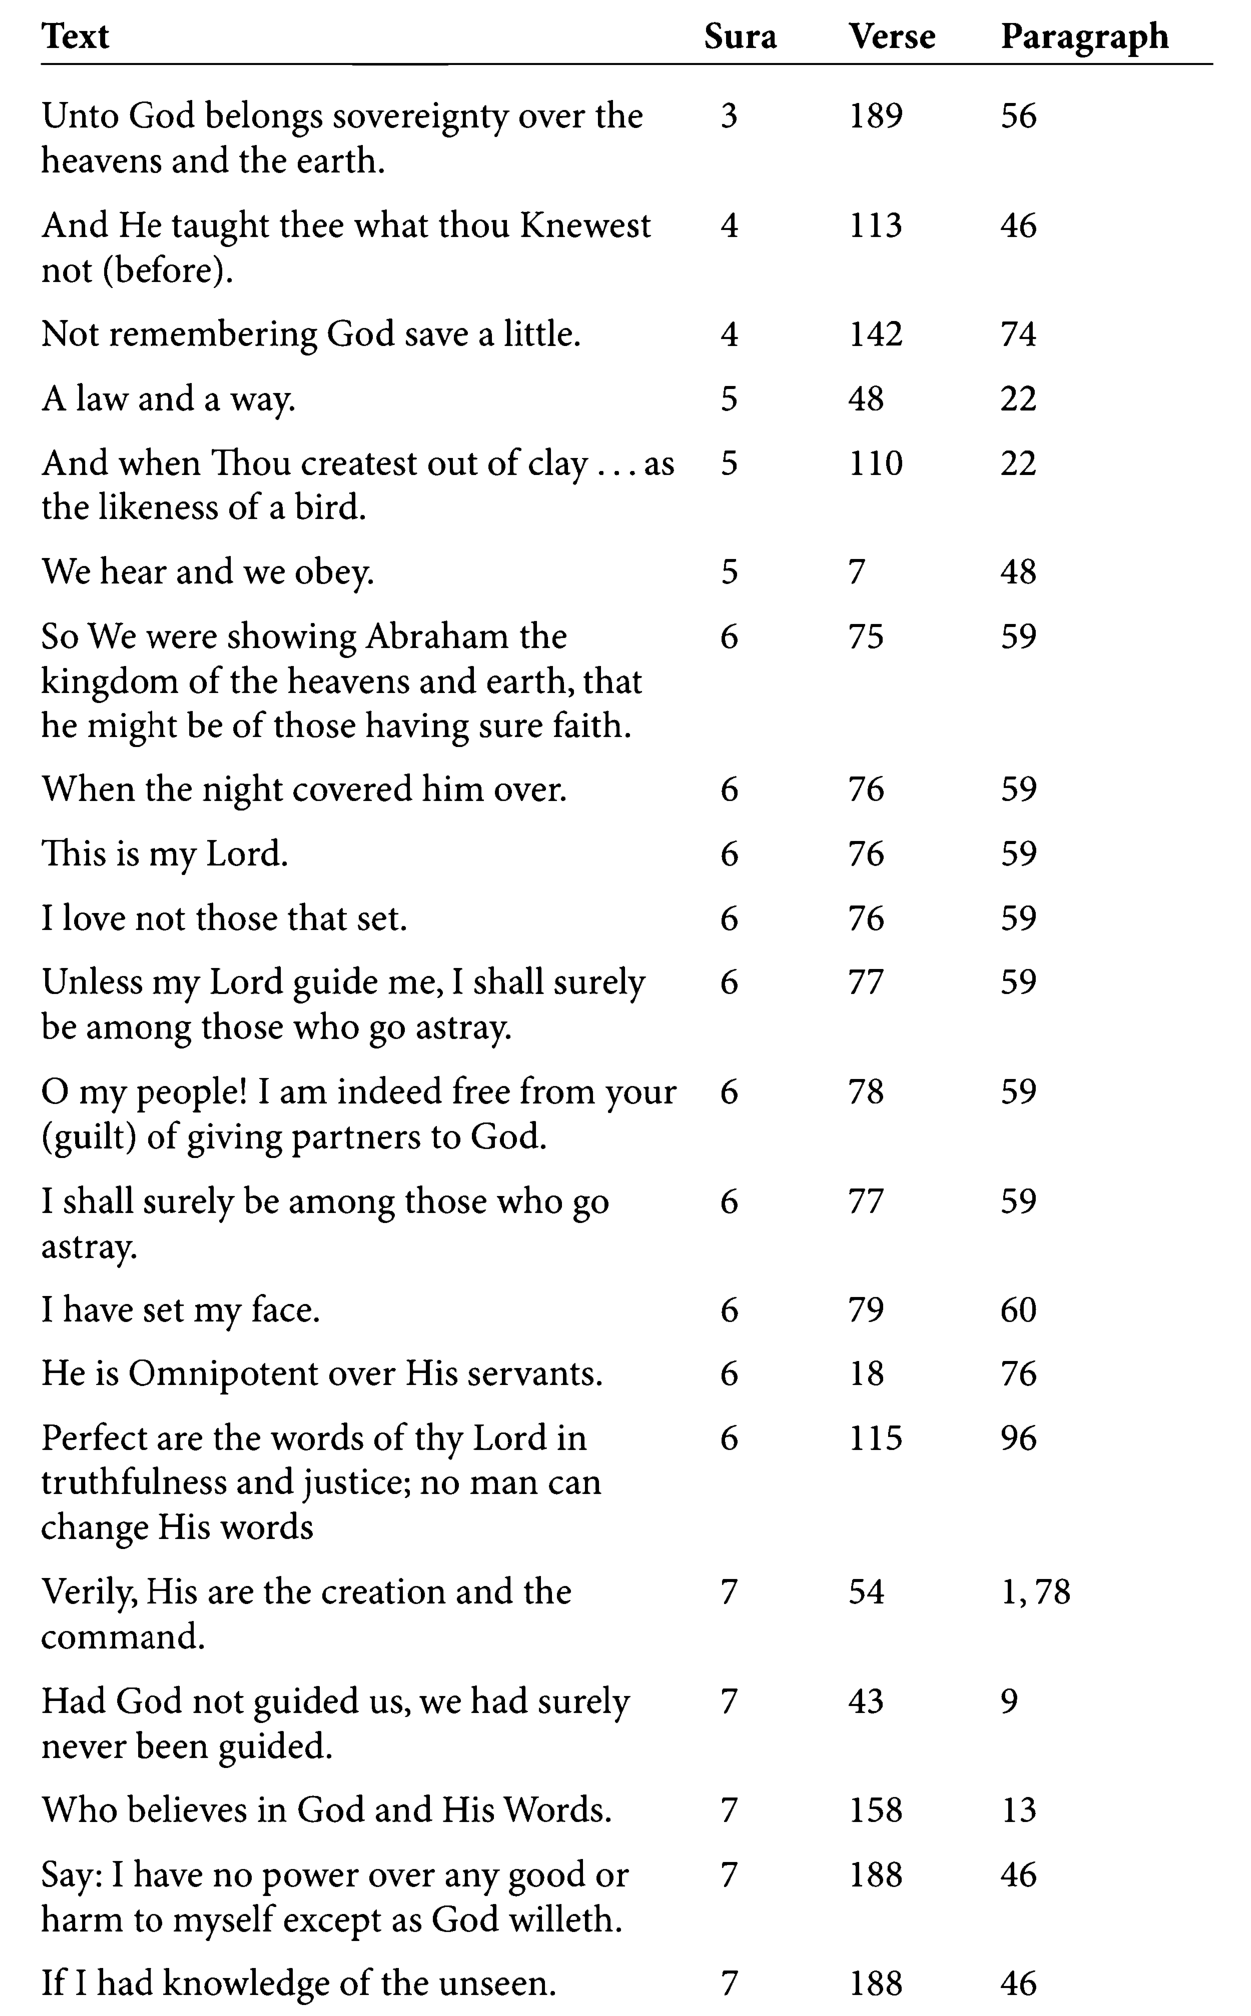 Text Sura Verse Paragraph
Unto God belongs sovereignty over the 3 189 56
heavens and the earth.
And He taught thee what thou Knewest 4 113 46
not (before).
Not remembering God save a little. 4 142 74
A law and a way. 5 48 22
And when Thou createst out of clay . . . as 5 110 22
the likeness of a bird.
We hear and we obey. 5 7 48
So We were showing Abraham the 6 75 59
kingdom of the heavens and earth, that
he might be of those having sure faith.
When the night covered him over. 6 76 59
This is my Lord. 6 76 59
I love not those that set. 6 76 59
Unless my Lord guide me, I shall surely 6 77 59
be among those who go astray.
O my people! I am indeed free from your 6 78 59
(guilt) of giving partners to God.
I shall surely be among those who go 6 77 59
astray.
I have set my face. 6 79 60
He is Omnipotent over His servants. 6 18 76
Perfect are the words of thy Lord in 6 115 96
truthfulness and justice; no man can
change His words
Verily, His are the creation and the 7 54 1, 78
command.
Had God not guided us, we had surely 7 43 9
never been guided.
Who believes in God and His Words. 7 158 13
Say: I have no power over any good or 7 188 46
harm to myself except as God willeth.
If I had knowledge of the unseen. 7 188 46